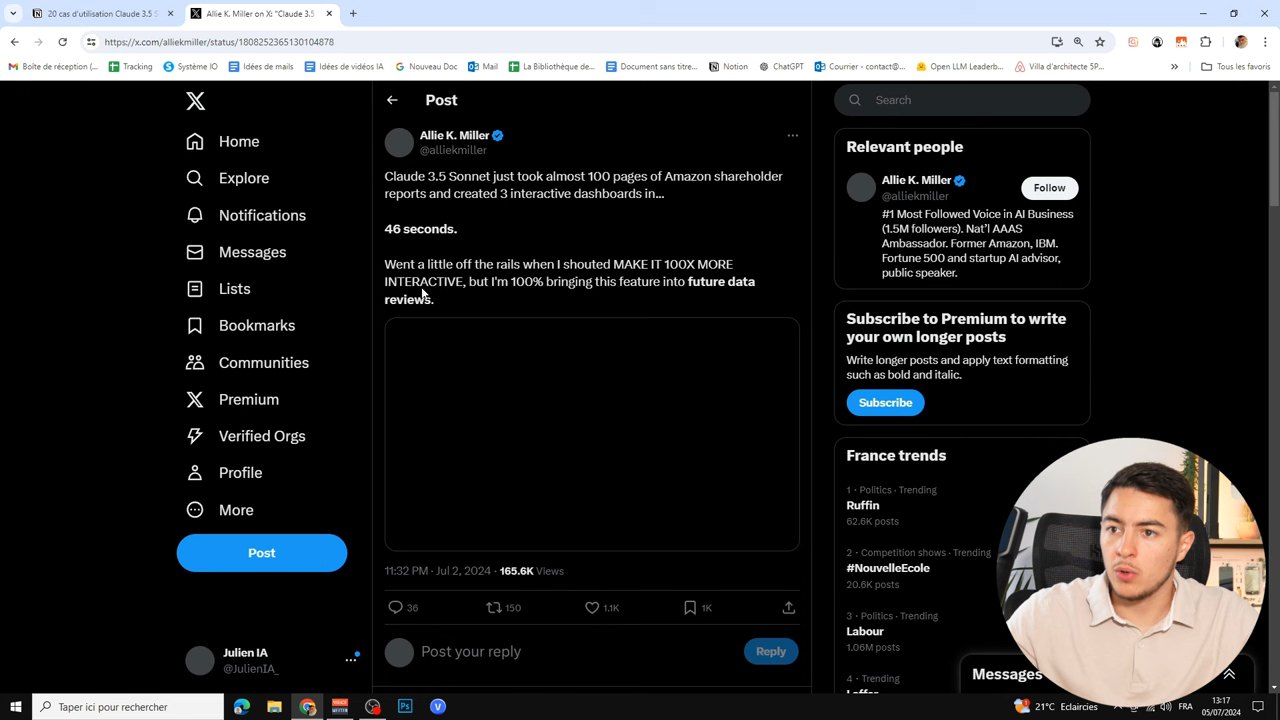 20 cas d'utilisation Claude 3.5 S
Allie K. Miller on X: "Claude 3.5
https://x.com/alliekmiller/status/1808252365130104878
Boîte de réception (...
Tracking
Système IO
Idées de mails
Idées de vidéos IA
Nouveau Doc
Mail
La Bibliothèque de...
Document sans titre...
Notion
ChatGPT
Courrier - contact@...
Open LLM Leaderb...
Villa d'architecte 5P...
Tous les favoris
Home
Explore
Notifications
Messages
Lists
Bookmarks
Communities
Premium
Verified Orgs
Profile
More
Post
Julien IA
@JulienIA_
Post
Allie K. Miller
@alliekmiller
Claude 3.5 Sonnet just took almost 100 pages of Amazon shareholder
reports and created 3 interactive dashboards in...
46 seconds.
Went a little off the rails when I shouted MAKE IT 100X MORE
INTERACTIVE, but I'm 100% bringing this feature into future data
reviews.
11:32 PM · Jul 2, 2024 · 165.6K Views
36
150
1.1K
1K
Post your reply
Reply
Search
Relevant people
Allie K. Miller
@alliekmiller
Follow
#1 Most Followed Voice in AI Business
(1.5M followers). Nat'l AAAS
Ambassador. Former Amazon, IBM.
Fortune 500 and startup AI advisor,
public speaker.
Subscribe to Premium to write
your own longer posts
Write longer posts and apply text formatting
such as bold and italic.
Subscribe
France trends
1 · Politics · Trending
Ruffin
62.6K posts
2 · Competition shows · Trending
#NouvelleEcole
20.6K posts
3 · Politics · Trending
Labour
1.06M posts
4 · Trending
Messages
Taper ici pour rechercher
VOICE
Ps
V
21°C Eclaircies
FRA
13:17
05/07/2024